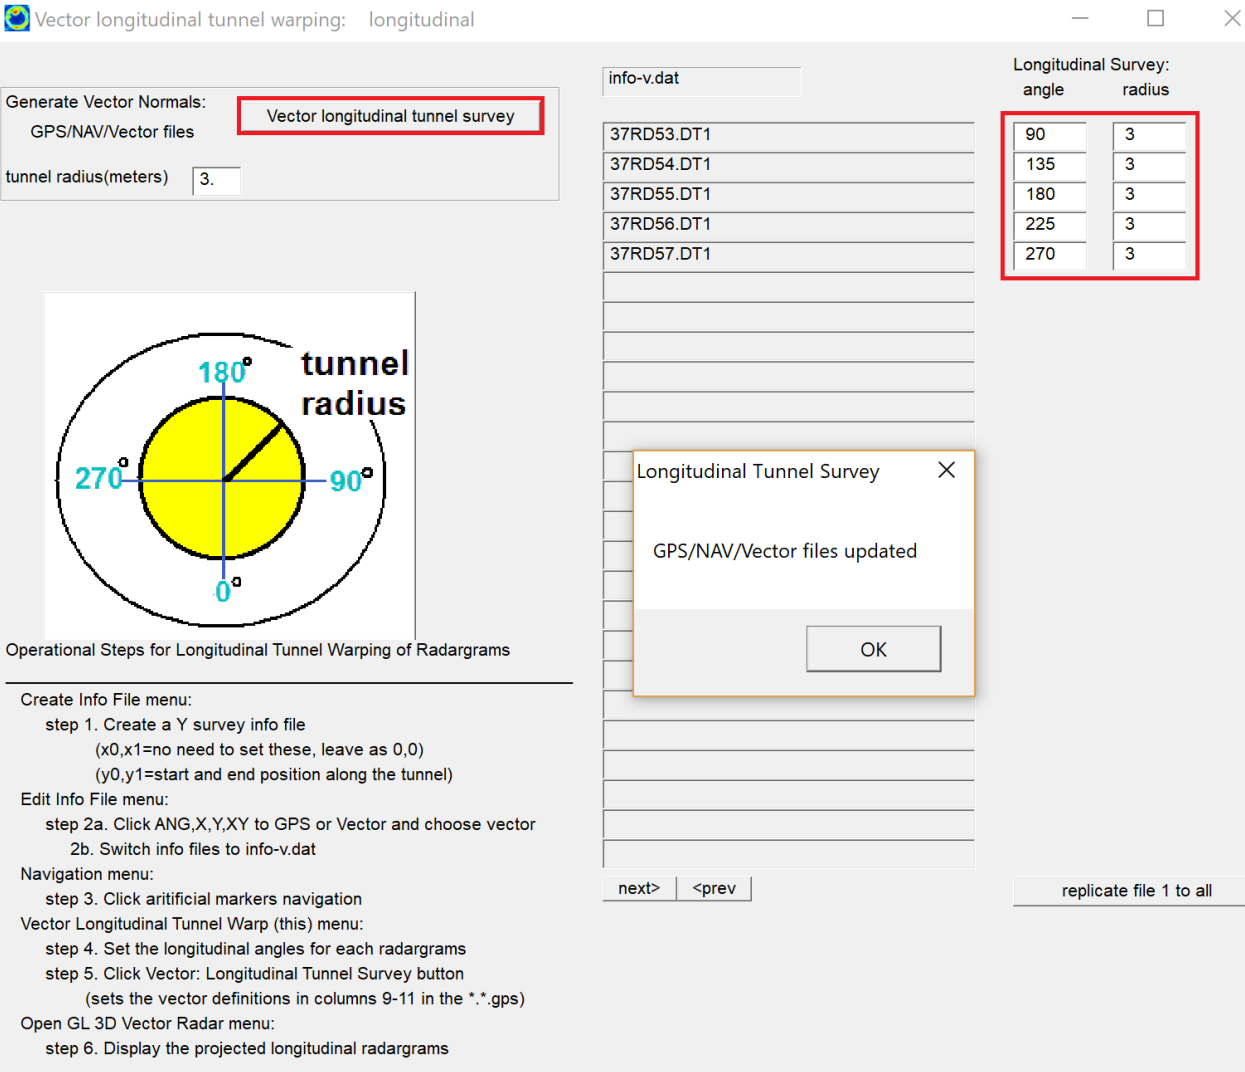 Vector longitudinal tunnel warping: longitudinal
Generate Vector Normals:
GPS/NAV/Vector files
Vector longitudinal tunnel survey
tunnel radius(meters) 3.
180°
tunnel
radius
270°
90°
0°
Operational Steps for Longitudinal Tunnel Warping of Radargrams
Create Info File menu:
step 1. Create a Y survey info file
(x0,x1=no need to set these, leave as 0,0)
(y0,y1=start and end position along the tunnel)
Edit Info File menu:
step 2a. Click ANG,X,Y,XY to GPS or Vector and choose vector
2b. Switch info files to info-v.dat
Navigation menu:
step 3. Click aritificial markers navigation
Vector Longitudinal Tunnel Warp (this) menu:
step 4. Set the longitudinal angles for each radargrams
step 5. Click Vector: Longitudinal Tunnel Survey button
(sets the vector definitions in columns 9-11 in the *.*.gps)
Open GL 3D Vector Radar menu:
step 6. Display the projected longitudinal radargrams
info-v.dat
Longitudinal Survey:
angle radius
37RD53.DT1 90 3
37RD54.DT1 135 3
37RD55.DT1 180 3
37RD56.DT1 225 3
37RD57.DT1 270 3
Longitudinal Tunnel Survey
GPS/NAV/Vector files updated
OK
next> <prev
replicate file 1 to all